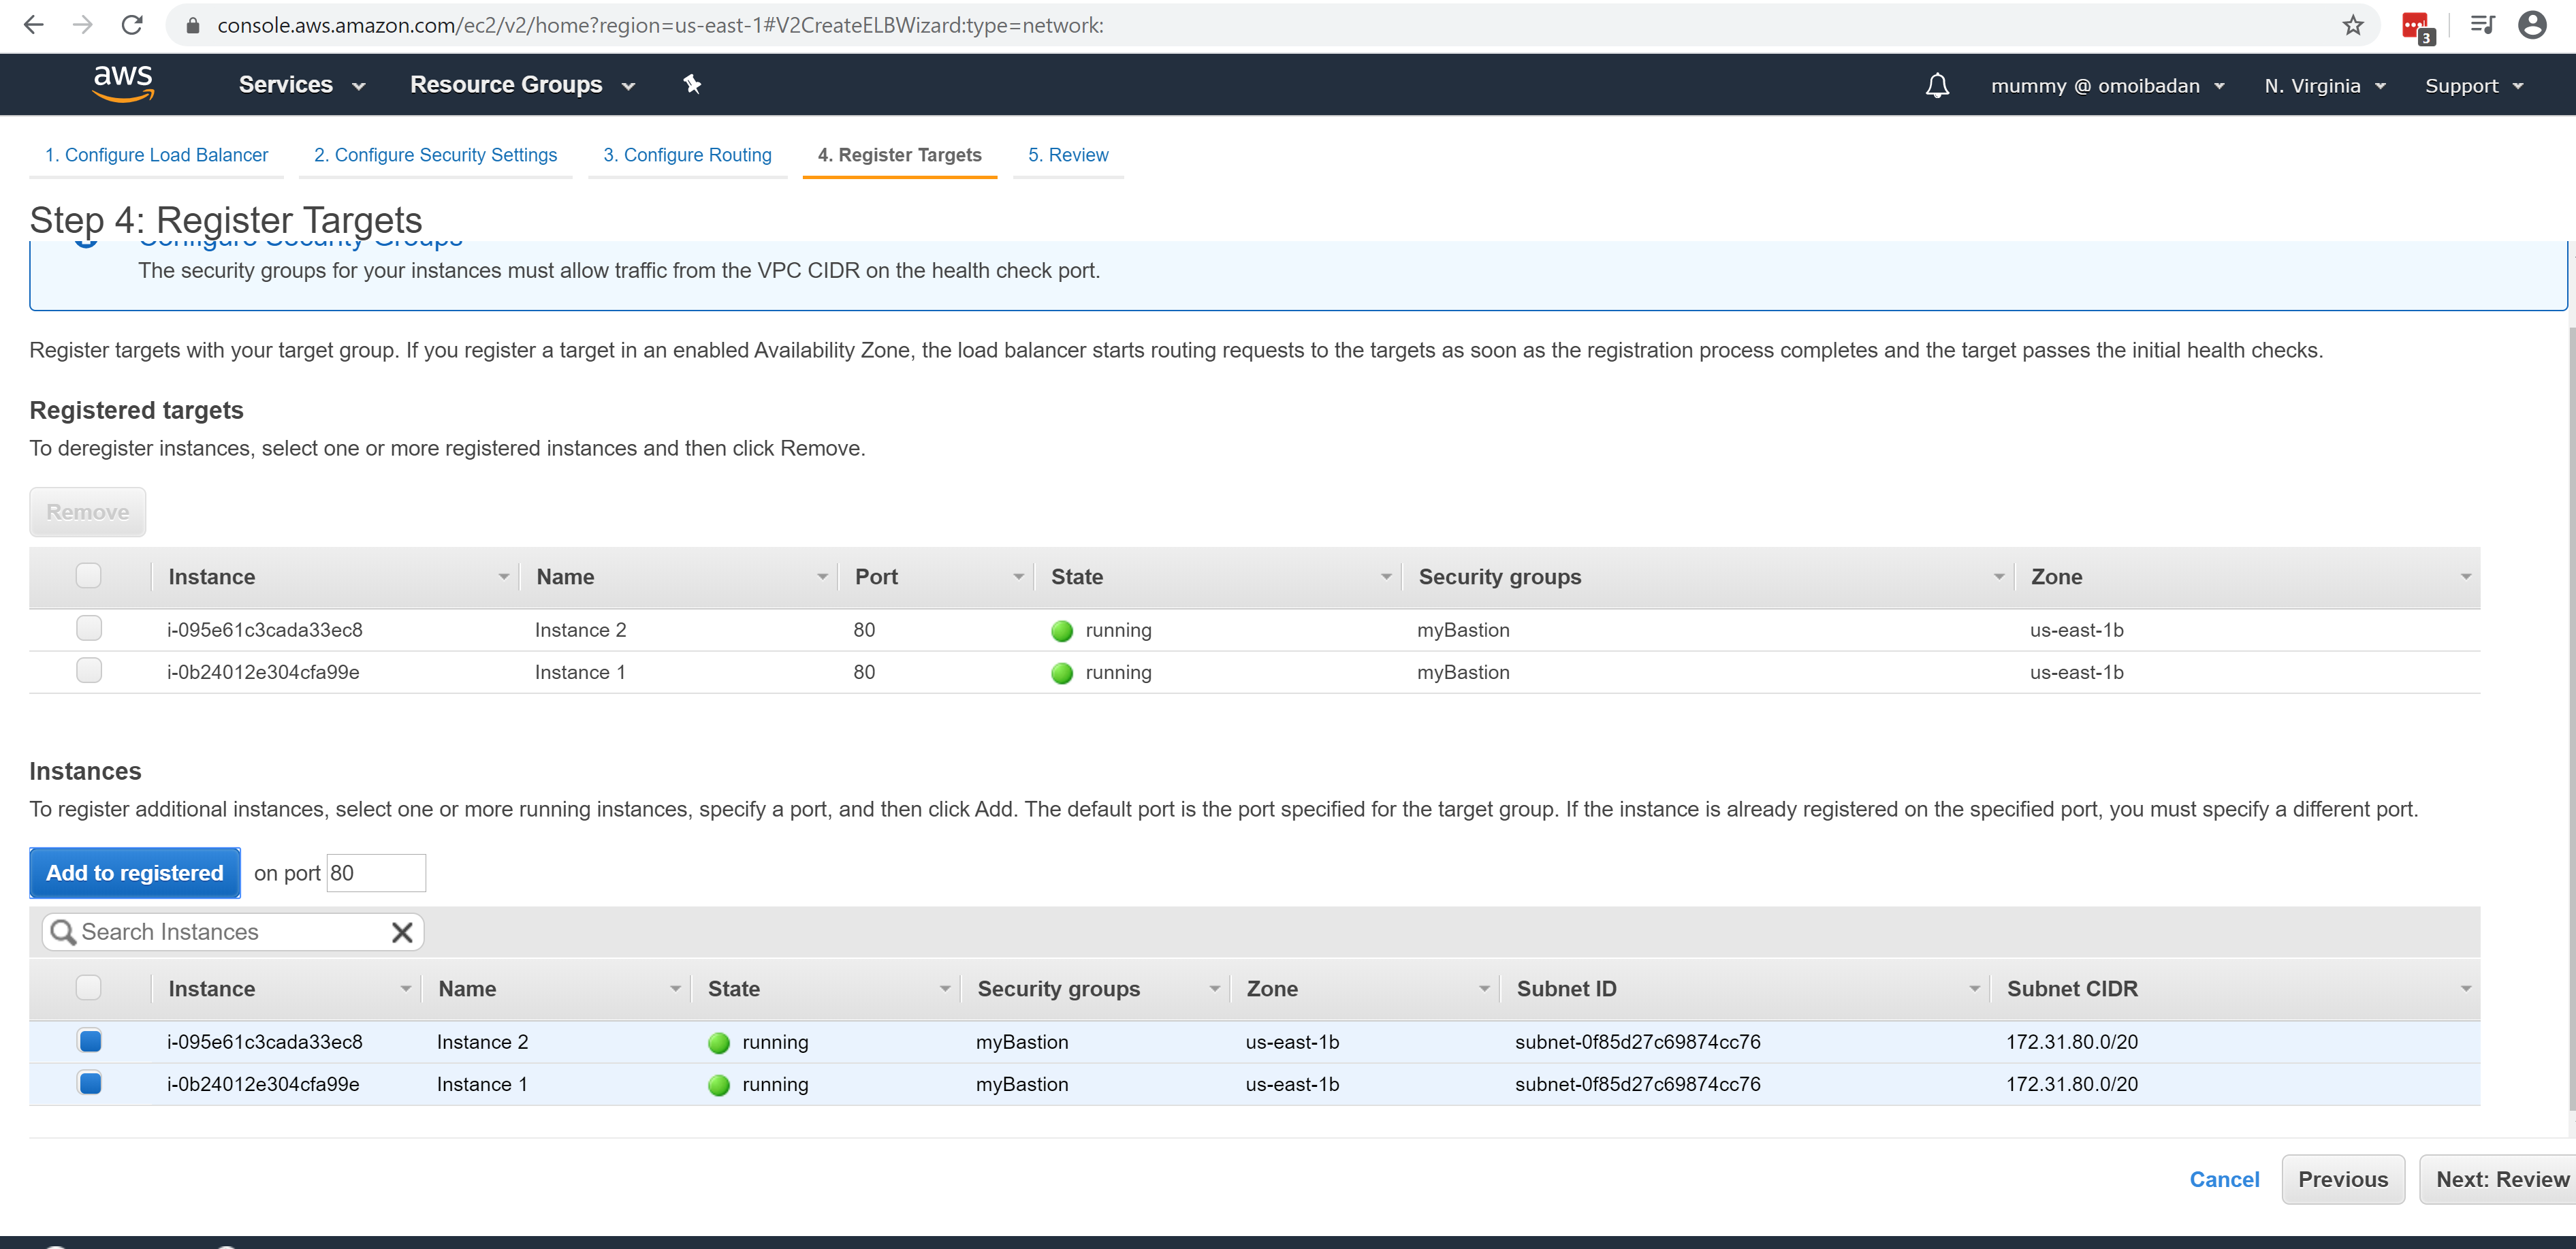 console.aws.amazon.com/ec2/v2/home?region=us-east-1#V2CreateELBWizard:type=network:
3
aws Services Resource Groups mummy @ omoibadan N. Virginia Support
1. Configure Load Balancer 2. Configure Security Settings 3. Configure Routing 4. Register Targets 5. Review
Step 4: Register Targets
Configure Security Groups
The security groups for your instances must allow traffic from the VPC CIDR on the health check port.
Register targets with your target group. If you register a target in an enabled Availability Zone, the load balancer starts routing requests to the targets as soon as the registration process completes and the target passes the initial health checks.
Registered targets
To deregister instances, select one or more registered instances and then click Remove.
Remove
Instance Name Port State Security groups Zone
i-095e61c3cada33ec8 Instance 2 80 running myBastion us-east-1b
i-0b24012e304cfa99e Instance 1 80 running myBastion us-east-1b
Instances
To register additional instances, select one or more running instances, specify a port, and then click Add. The default port is the port specified for the target group. If the instance is already registered on the specified port, you must specify a different port.
Add to registered on port 80
Search Instances
Instance Name State Security groups Zone Subnet ID Subnet CIDR
i-095e61c3cada33ec8 Instance 2 running myBastion us-east-1b subnet-0f85d27c69874cc76 172.31.80.0/20
i-0b24012e304cfa99e Instance 1 running myBastion us-east-1b subnet-0f85d27c69874cc76 172.31.80.0/20
Cancel Previous Next: Review